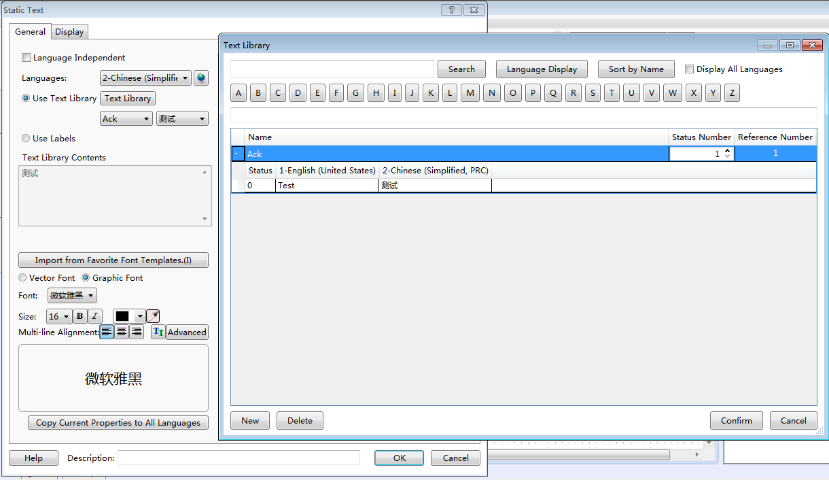 Static Text
General Display
Language Independent
Languages: 2-Chinese (Simplifi
Use Text Library Text Library
Ack 测试
Use Labels
Text Library Contents
测试
Import from Favorite Font Templates.(I)
Vector Font Graphic Font
Font: 微软雅黑
Size: 16 B I
Multi-line Alignment: TT Advanced
微软雅黑
Copy Current Properties to All Languages
Help Description: OK Cancel
Text Library
Search Language Display Sort by Name Display All Languages
A B C D E F G H I J K L M N O P Q R S T U V W X Y Z
Name Status Number Reference Number
- Ack 1 1
Status 1-English (United States) 2-Chinese (Simplified, PRC)
0 Test 测试
New Delete Confirm Cancel